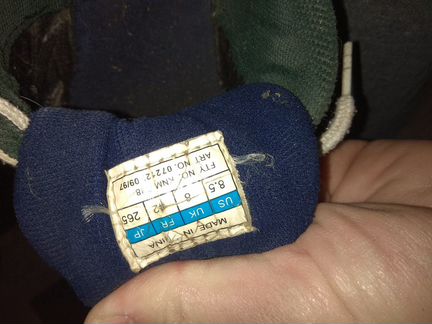 MADE IN CHINA
US UK FR JP
8.5 8 42 265
ART NO. 07212 09/97
FTY NO. ANM